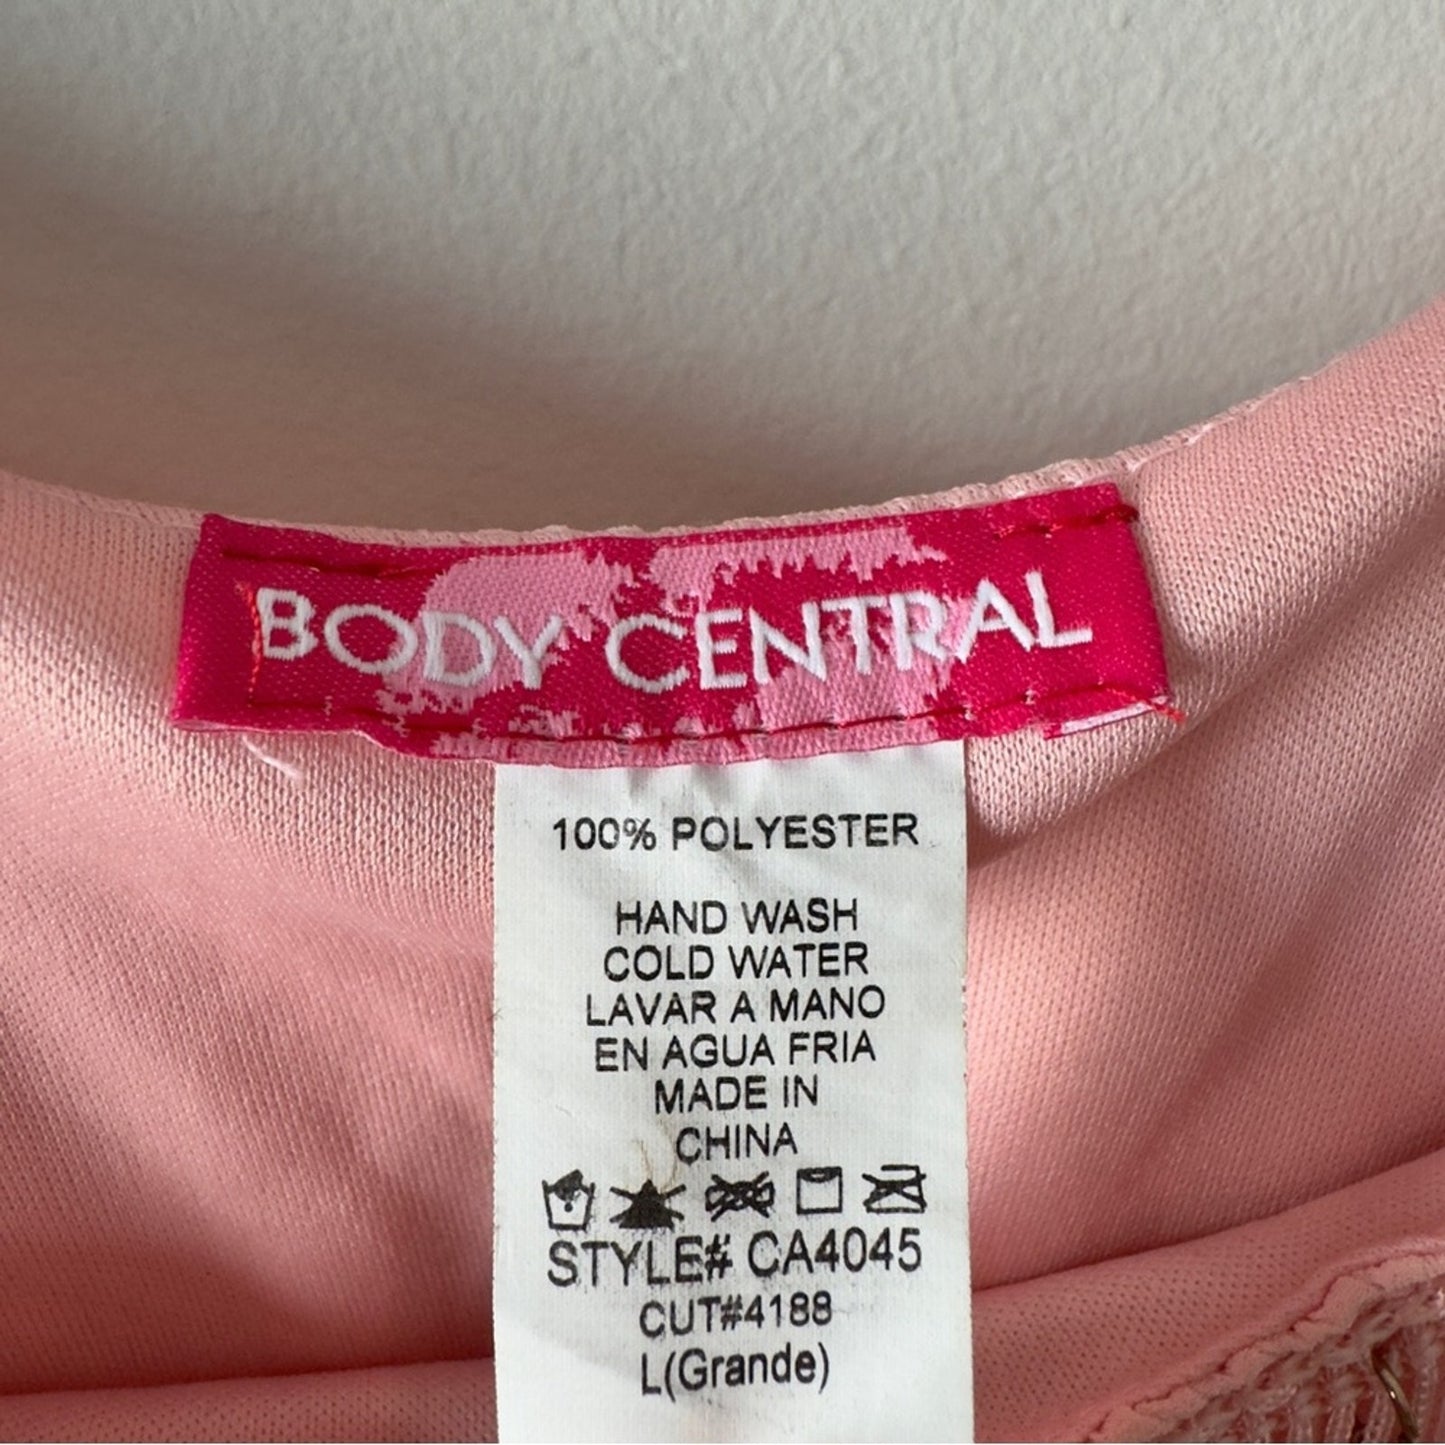 BODY CENTRAL
100% POLYESTER
HAND WASH
COLD WATER
LAVAR A MANO
EN AGUA FRIA
MADE IN
CHINA
STYLE# CA4045
CUT#4188
L(Grande)